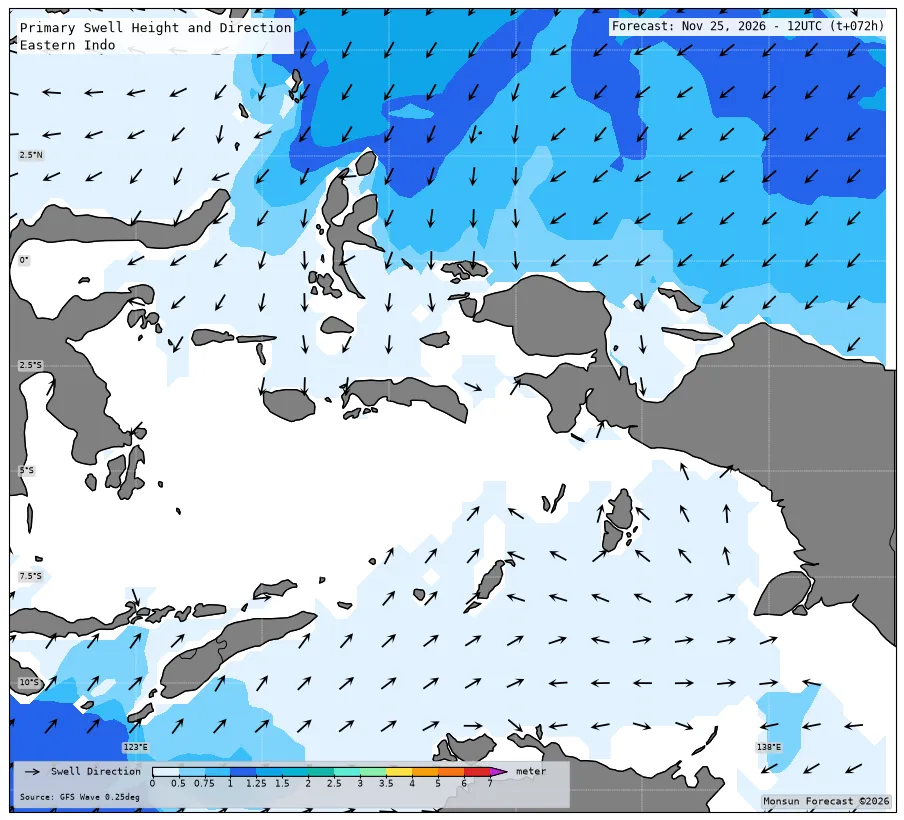 Primary Swell Height and Direction
Eastern Indo
Forecast: Nov 25, 2026 - 12UTC (t+072h)
2.5°N
0°
2.5°S
5°S
7.5°S
10°S
123°E
138°E
Swell Direction
meter
0 0.5 0.75 1 1.25 1.5 2 2.5 3 3.5 4 5 6 7
Source: GFS Wave 0.25deg
Monsun Forecast ©2026